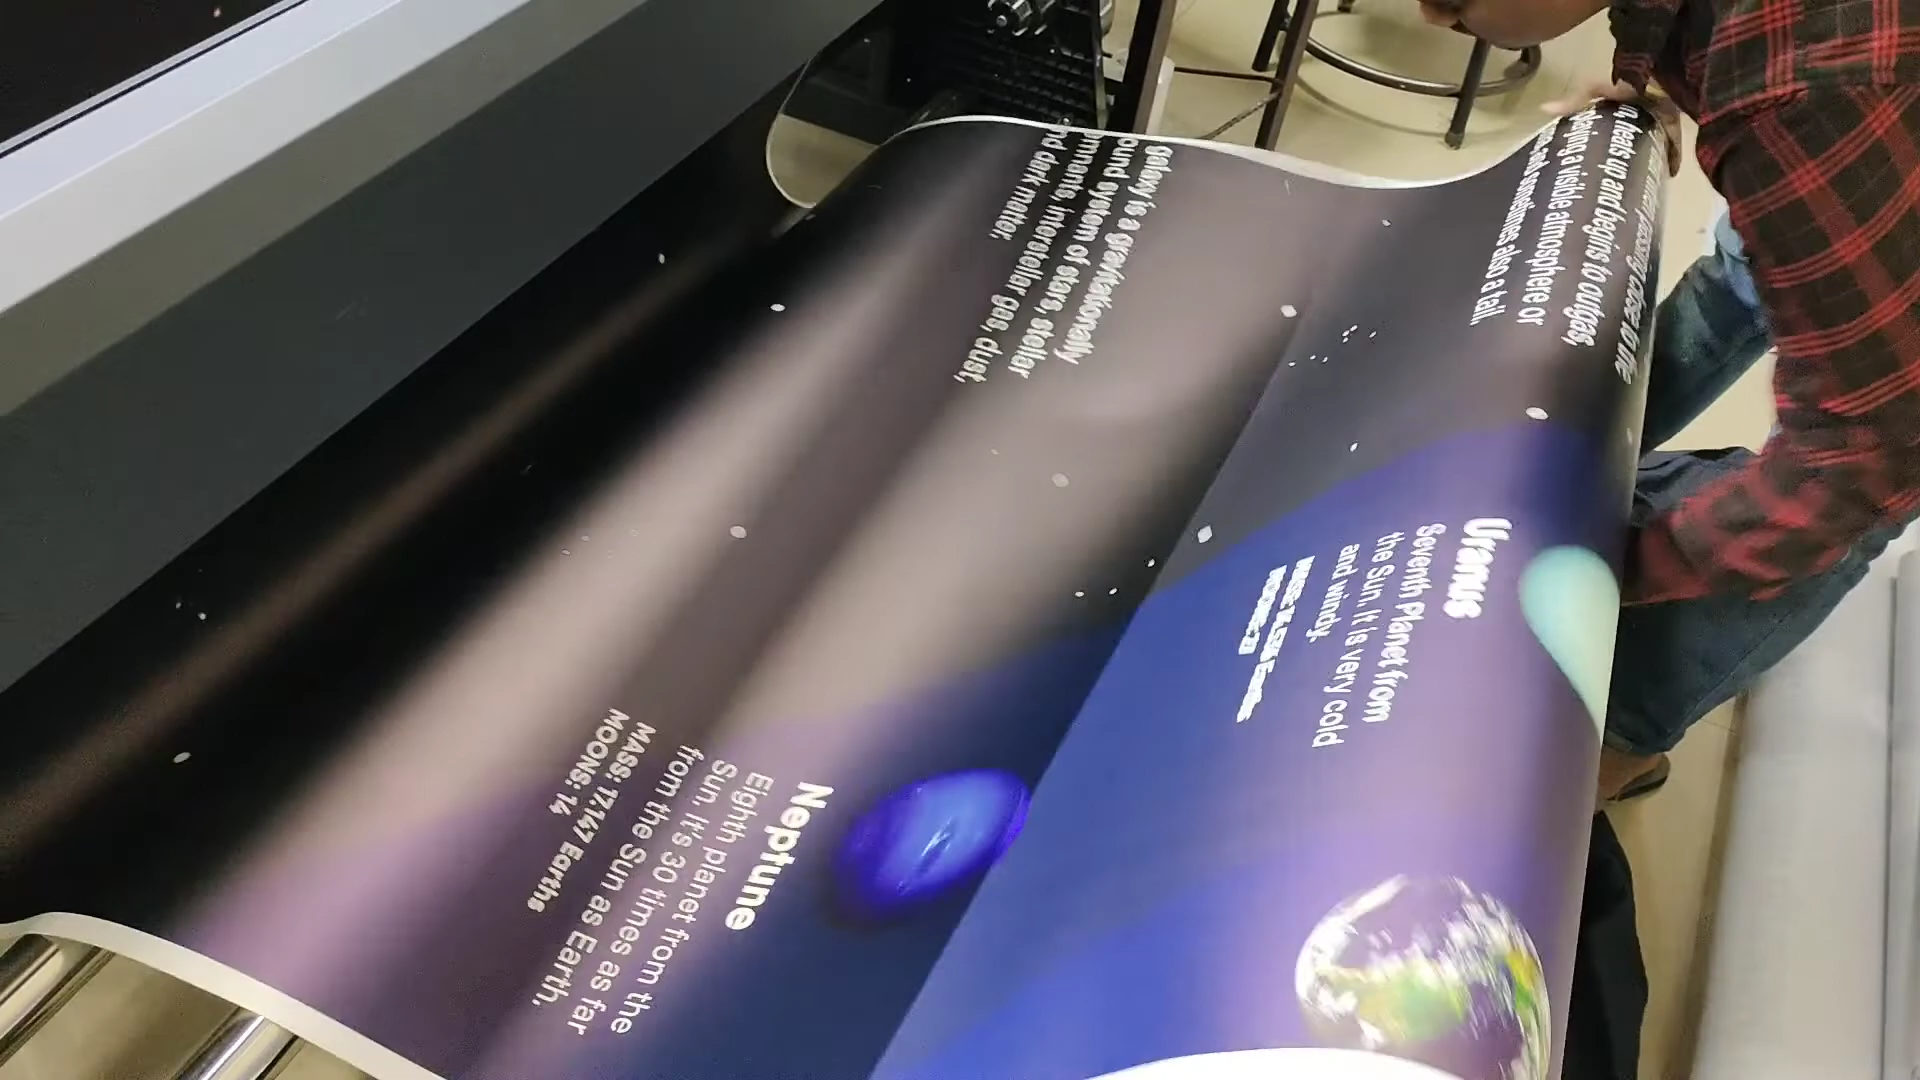 heats up and begins to outgas,
a visible atmosphere or
and sometimes also a tail.
galaxy is a gravitationally
ound system of stars, stellar
mnants, interstellar gas, dust,
nd dark matter.
Uranus
Seventh Planet from
the Sun. It is very cold
and windy.
Neptune
Eighth planet from the
Sun. It's 30 times as far
from the Sun as Earth.
MASS: 17.147 Earths
MOONS: 14